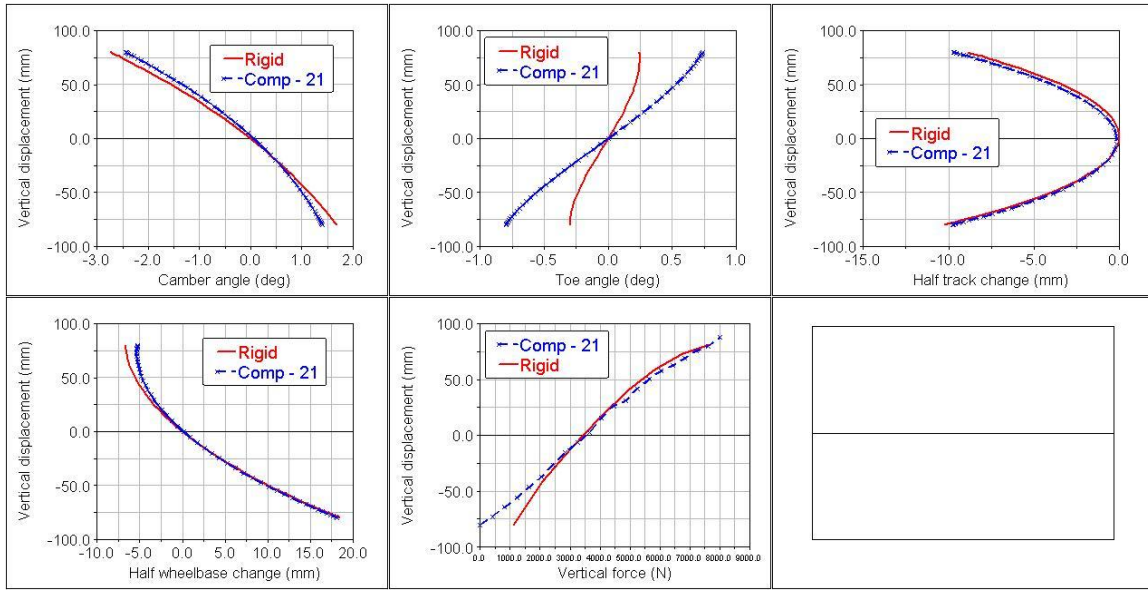 100.0
50.0
0.0
-50.0
-100.0
Vertical displacement (mm)
Rigid
Comp - 21
-3.0 -2.0 -1.0 0.0 1.0 2.0
Camber angle (deg)
100.0
50.0
0.0
-50.0
-100.0
Vertical displacement (mm)
Rigid
Comp - 21
-1.0 -0.5 0.0 0.5 1.0
Toe angle (deg)
100.0
50.0
0.0
-50.0
-100.0
Vertical displacement (mm)
Rigid
Comp - 21
-15.0 -10.0 -5.0 0.0
Half track change (mm)
100.0
50.0
0.0
-50.0
-100.0
Vertical displacement (mm)
Rigid
Comp - 21
-10.0 -5.0 0.0 5.0 10.0 15.0 20.0
Half wheelbase change (mm)
100.0
50.0
0.0
-50.0
-100.0
Vertical displacement (mm)
Comp - 21
Rigid
0.0 1000.0 2000.0 3000.0 4000.0 5000.0 6000.0 7000.0 8000.0 9000.0
Vertical force (N)